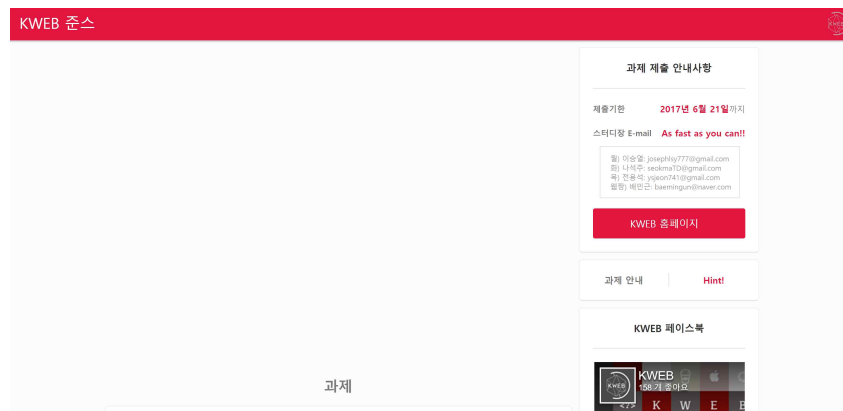 KWEB 준스
과제 제출 안내사항
제출기한 2017년 6월 21일까지
스터디장 E-mail As fast as you can!!
월) 이승열: josephlsy777@gmail.com
화) 나석주: seokmaTD@gmail.com
목) 전용석: ysjeon741@gmail.com
웹짱) 배민근: baemingun@naver.com
KWEB 홈페이지
과제 안내 Hint!
KWEB 페이스북
KWEB
158 개 좋아요
K W E B
과제